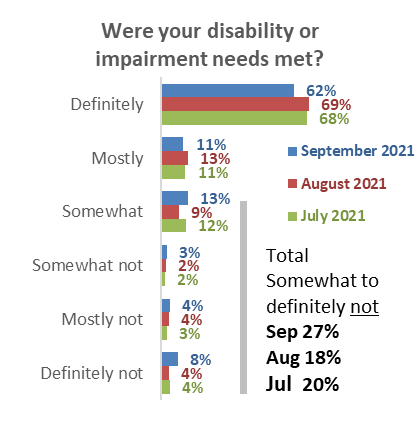 Were your disability or
impairment needs met?
Definitely
62%
69%
68%
Mostly
11%
13%
11%
September 2021
August 2021
July 2021
Somewhat
13%
9%
12%
Somewhat not
3%
2%
2%
Mostly not
4%
4%
3%
Definitely not
8%
4%
4%
Total
Somewhat to
definitely not
Sep 27%
Aug 18%
Jul 20%